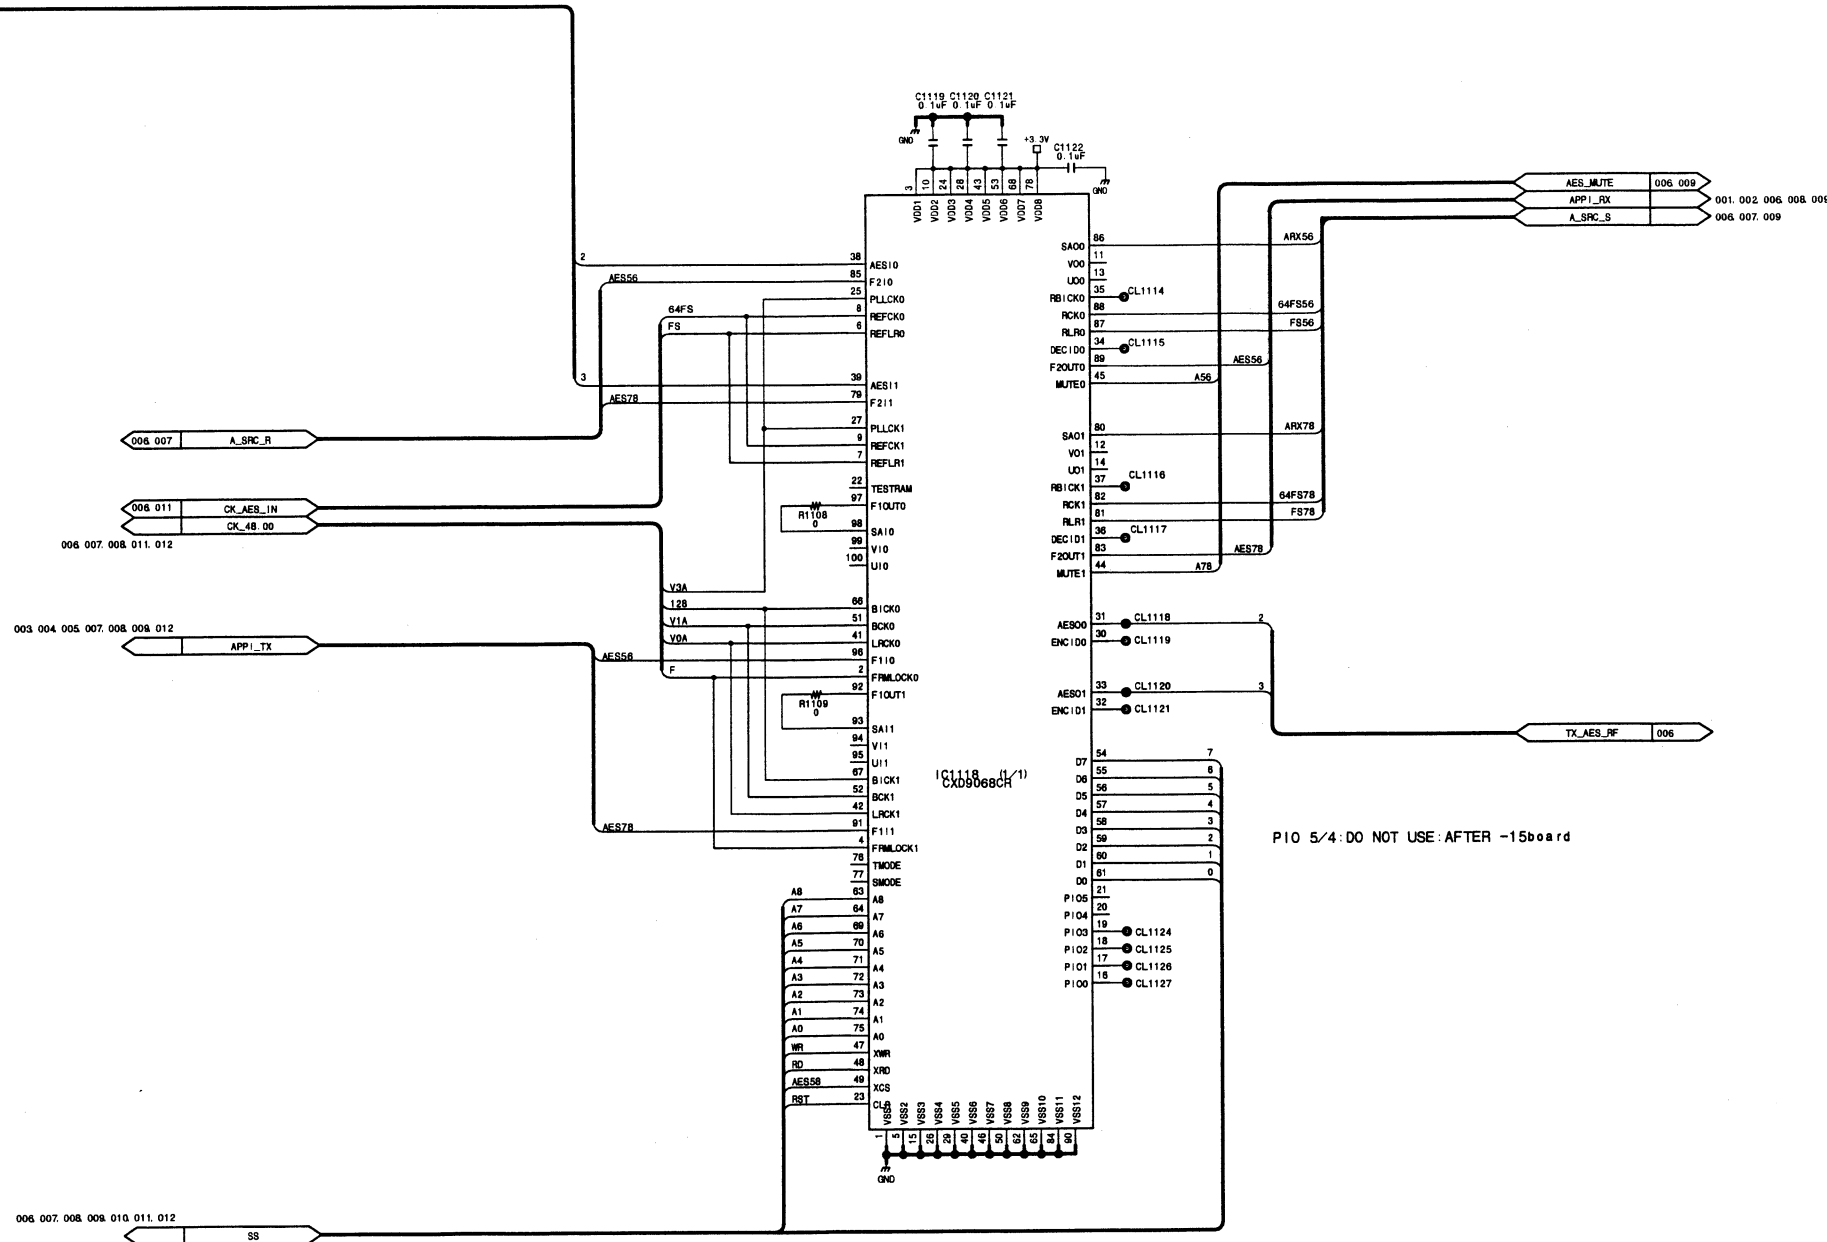 C1119 C1120 C1121
0.1uF 0.1uF 0.1uF
GND
+3.3V
C1122
0.1uF
GND
3 10 24 28 43 53 68 78
VDD1 VDD2 VDD3 VDD4 VDD5 VDD6 VDD7 VDD8
AES_MUTE 006.009
APPI_RX 001.002.006.008.009
A_SRC_S 006.007.009
2 38 AESI0
AES56 85 F2I0
25 PLLCK0
64FS 8 REFCK0
FS 6 REFLR0
3 39 AESI1
AES78 79 F2I1
27 PLLCK1
9 REFCK1
7 REFLR1
22 TESTRAM
97 F1OUT0
R1108
0
98 SAI0
99 VI0
100 UI0
006.007 A_SRC_R
006.011 CK_AES_IN
CK_48.00
006.007.008.011.012
V3A
128 66 BICK0
V1A 51 BCK0
V0A 41 LRCK0
AES56 96 F1I0
F 2 FRMLOCK0
92 F1OUT1
R1109
0
93 SAI1
94 VI1
95 UI1
67 BICK1
52 BCK1
42 LRCK1
AES78 91 F1I1
4 FRMLOCK1
76 TMODE
77 SMODE
003.004.005.007.008.009.012
APPI_TX
A8 63 A8
A7 64 A7
A6 69 A6
A5 70 A5
A4 71 A4
A3 72 A3
A2 73 A2
A1 74 A1
A0 75 A0
WR 47 XWR
RD 48 XRD
AES58 49 XCS
RST 23 CLR
IC1118 (1/1)
CXD9068CR
SAO0 86 ARX56
VO0 11
UO0 13
RBICK0 35 CL1114
RCK0 88 64FS56
RLR0 87 FS56
DECID0 34 CL1115
F2OUT0 89 AES56
MUTE0 45 A56
SAO1 80 ARX78
VO1 12
UO1 14
RBICK1 37 CL1116
RCK1 82 64FS78
RLR1 81 FS78
DECID1 36 CL1117
F2OUT1 83 AES78
MUTE1 44 A78
AESO0 31 CL1118 2
ENCID0 30 CL1119
AESO1 33 CL1120 3
ENCID1 32 CL1121
TX_AES_RF 006
D7 54 7
D6 55 6
D5 56 5
D4 57 4
D3 58 3
D2 59 2
D1 60 1
D0 61 0
PIO5 21
PIO4 20
PIO3 19 CL1124
PIO2 18 CL1125
PIO1 17 CL1126
PIO0 16 CL1127
PIO 5/4:DO NOT USE:AFTER -15board
VSS1 VSS2 VSS3 VSS4 VSS5 VSS6 VSS7 VSS8 VSS9 VSS10 VSS11 VSS12
1 5 15 26 29 40 46 50 62 65 84 90
GND
006.007.008.009.010.011.012
SS